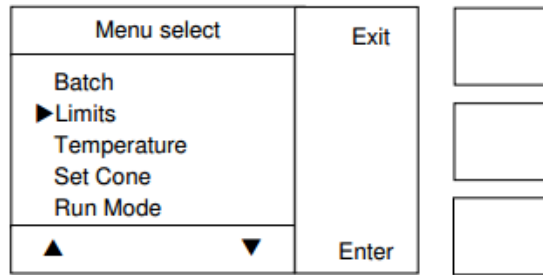 Menu select
Exit
Batch
▶Limits
Temperature
Set Cone
Run Mode
▲ ▼
Enter